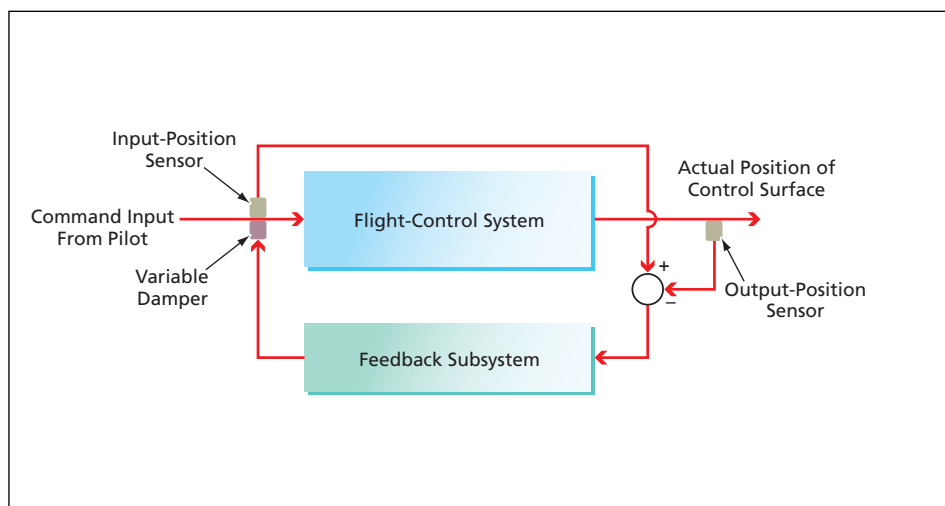 Input-Position
Sensor
Command Input
From Pilot
Variable
Damper
Flight-Control System
Feedback Subsystem
Actual Position of
Control Surface
+
–
Output-Position
Sensor